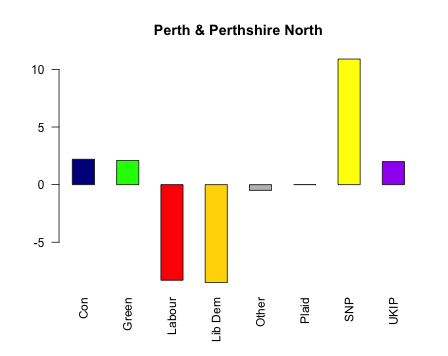 Perth & Perthshire North
10
5
0
-5
Con
Green
Labour
Lib Dem
Other
Plaid
SNP
UKIP